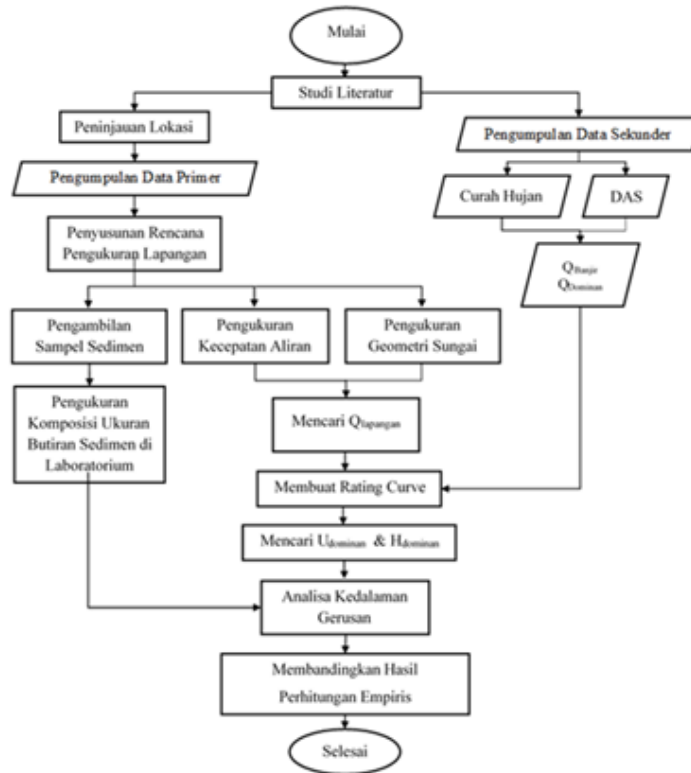 Mulai
Studi Literatur
Peninjauan Lokasi
Pengumpulan Data Sekunder
Pengumpulan Data Primer
Curah Hujan
DAS
Penyusunan Rencana
Pengukuran Lapangan
Q Banjir
Q Dominan
Pengambilan
Sampel Sedimen
Pengukuran
Kecepatan Aliran
Pengukuran
Geometri Sungai
Pengukuran
Komposisi Ukuran
Butiran Sedimen di
Laboratorium
Mencari Qlapangan
Membuat Rating Curve
Mencari Udominan & Hdominan
Analisa Kedalaman
Gerusan
Membandingkan Hasil
Perhitungan Empiris
Selesai